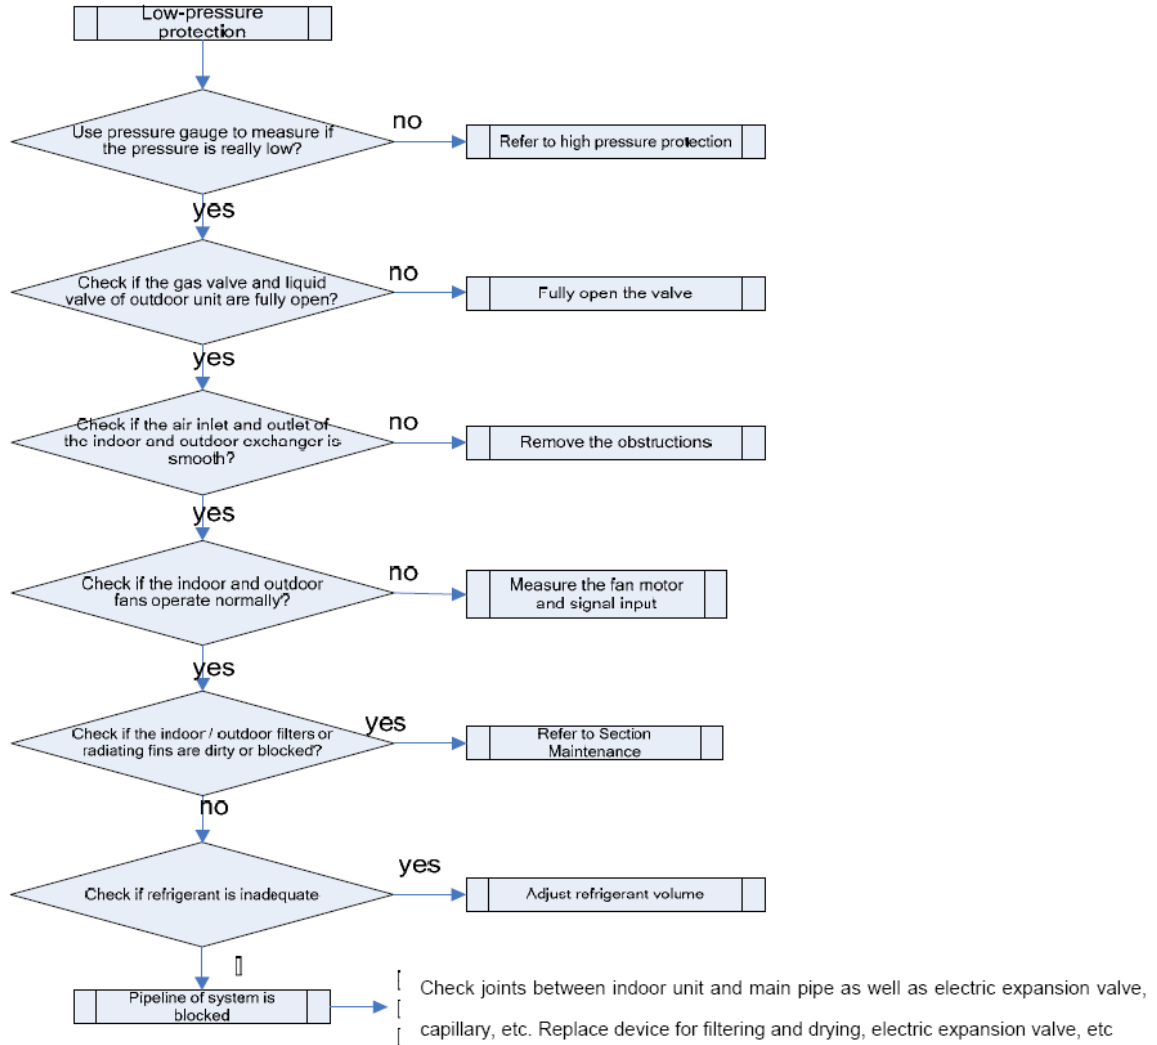 Low-pressure
protection
Use pressure gauge to measure if
the pressure is really low?
no
Refer to high pressure protection
yes
Check if the gas valve and liquid
valve of outdoor unit are fully open?
no
Fully open the valve
yes
Check if the air inlet and outlet of
the indoor and outdoor exchanger is
smooth?
no
Remove the obstructions
yes
Check if the indoor and outdoor
fans operate normally?
no
Measure the fan motor
and signal input
yes
Check if the indoor / outdoor filters or
radiating fins are dirty or blocked?
yes
Refer to Section
Maintenance
no
Check if refrigerant is inadequate
yes
Adjust refrigerant volume
Pipeline of system is
blocked
Check joints between indoor unit and main pipe as well as electric expansion valve,
capillary, etc. Replace device for filtering and drying, electric expansion valve, etc